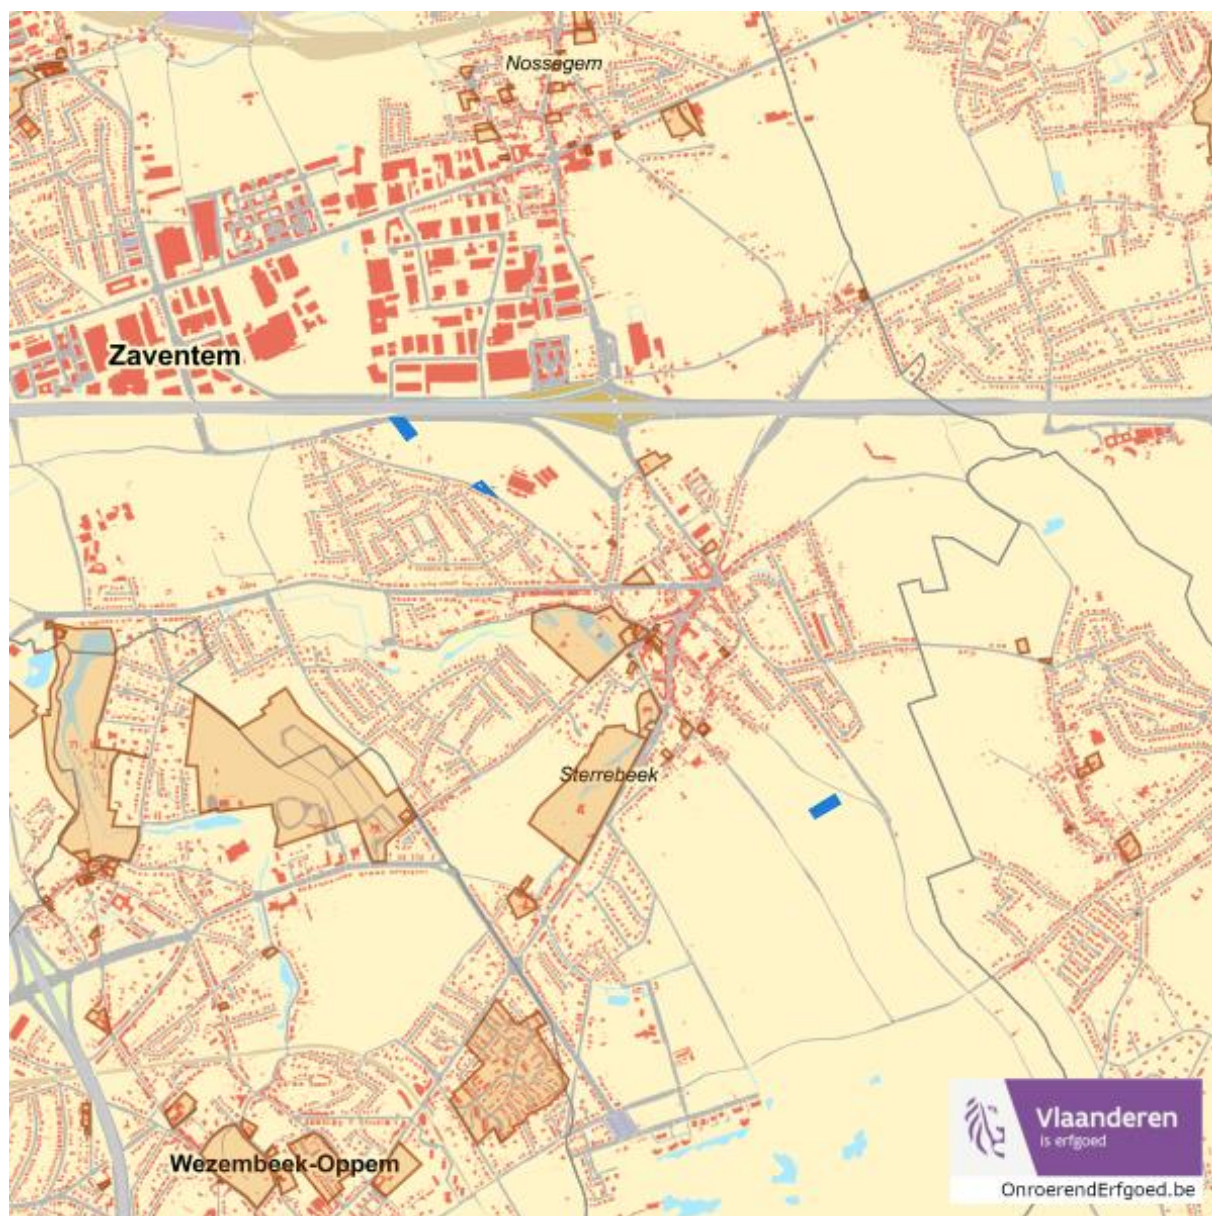 Nossegem
Zaventem
Sterrebeek
Wezembeek-Oppem
Vlaanderen
is erfgoed
OnroerendErfgoed.be